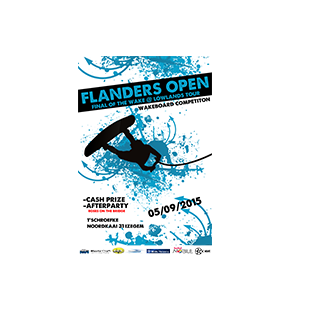 FLANDERS OPEN
FINAL OF THE WAKE @ LOWLANDS TOUR
WAKEBOARD COMPETITON
-CASH PRIZE
-AFTERPARTY
05/09/2015
T'SCHROEFKE
NOORDKAAI 21 IZEGEM